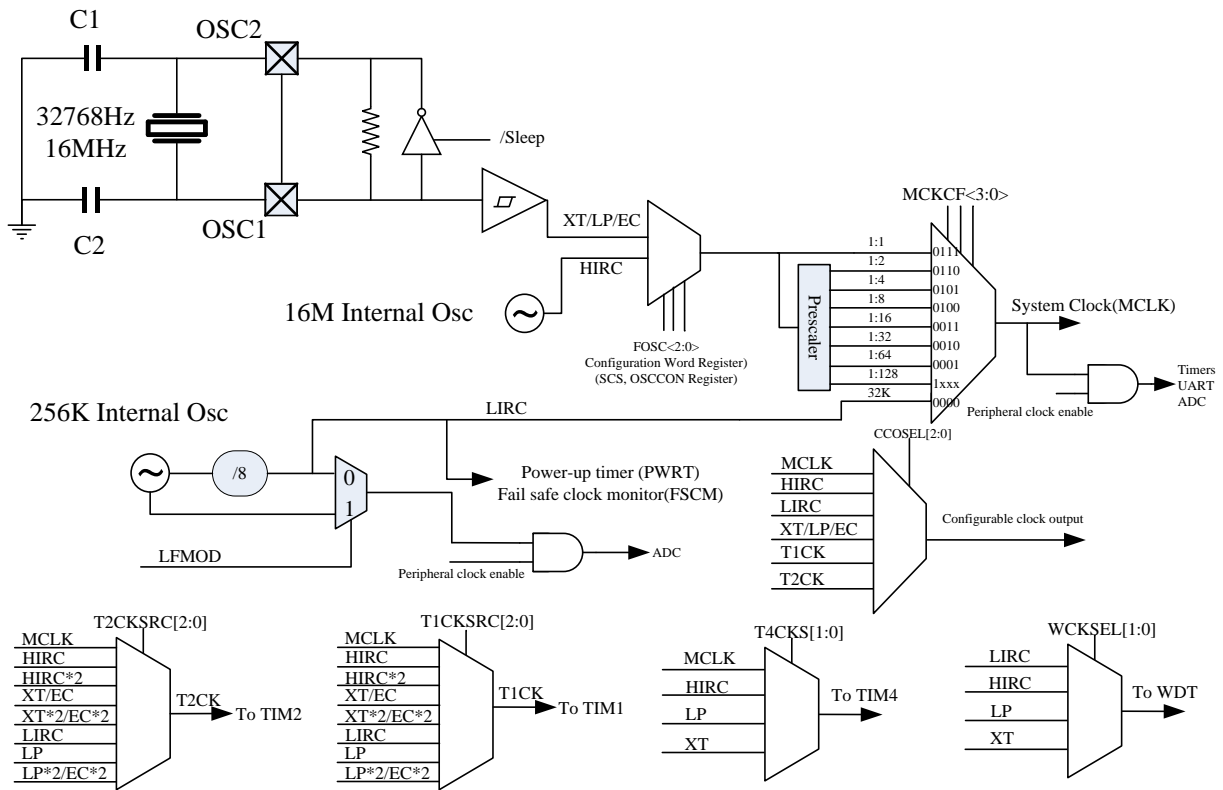 C1
OSC2
32768Hz
16MHz
/Sleep
OSC1
C2
XT/LP/EC
HIRC
16M Internal Osc
FOSC<2:0>
Configuration Word Register)
(SCS, OSCCON Register)
MCKCF<3:0>
Prescaler
1:1
0111
1:2
0110
1:4
0101
1:8
0100
1:16
0011
1:32
0010
1:64
0001
1:128
1xxx
32K
0000
System Clock(MCLK)
Peripheral clock enable
Timers
UART
ADC
256K Internal Osc
LIRC
/8
0
1
LFMOD
Power-up timer (PWRT)
Fail safe clock monitor(FSCM)
Peripheral clock enable
ADC
CCOSEL[2:0]
MCLK
HIRC
LIRC
XT/LP/EC
T1CK
T2CK
Configurable clock output
T2CKSRC[2:0]
MCLK
HIRC
HIRC*2
XT/EC
XT*2/EC*2
LIRC
LP
LP*2/EC*2
T2CK
To TIM2
T1CKSRC[2:0]
MCLK
HIRC
HIRC*2
XT/EC
XT*2/EC*2
LIRC
LP
LP*2/EC*2
T1CK
To TIM1
T4CKS[1:0]
MCLK
HIRC
LP
XT
To TIM4
WCKSEL[1:0]
LIRC
HIRC
LP
XT
To WDT